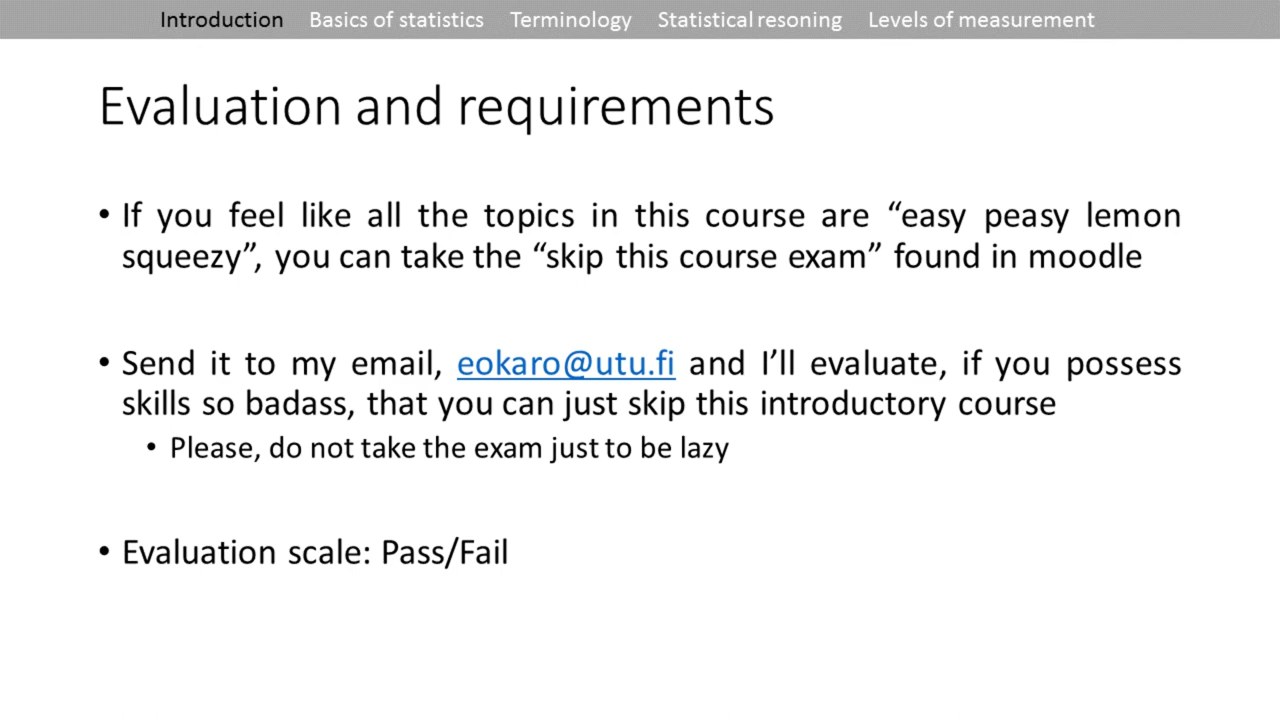 Introduction Basics of statistics Terminology Statistical resoning Levels of measurement
Evaluation and requirements
• If you feel like all the topics in this course are “easy peasy lemon
squeezy”, you can take the “skip this course exam” found in moodle
• Send it to my email, eokaro@utu.fi and I’ll evaluate, if you possess
skills so badass, that you can just skip this introductory course
• Please, do not take the exam just to be lazy
• Evaluation scale: Pass/Fail